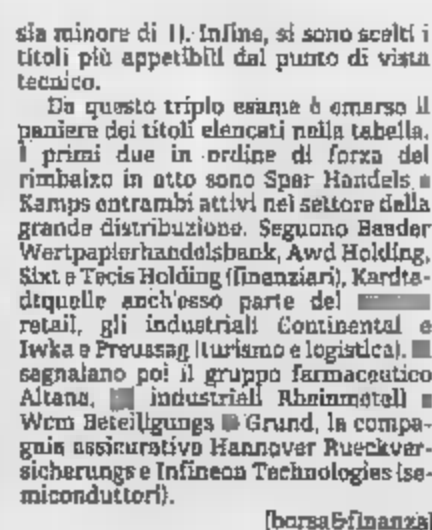 sia minore di 1). Infine, si sono scelti i
titoli più appetibili dal punto di vista
tecnico.
Da questo triplo esame è emerso il
paniere dei titoli elencati nella tabella.
I primi due in ordine di forza del
rimbalzo in atto sono Spar Handels
Kamps entrambi attivi nel settore della
grande distribuzione. Seguono Baader
Wertpapierhandelsbank, Awd Holding,
Sixt e Tecis Holding (finanziari), Karsta-
dtquelle anch'esso parte del
retail, gli industriali Continental e
Iwka e Preussag (turismo e logistica).
segnalano poi il gruppo farmaceutico
Altana, industriali Rheinmetall
Wcm Beteiligungs Grund, la compa-
gnia assicurativa Hannover Rueckver-
sicherungs e Infineon Technologies (se-
miconduttori).
[borsa&finanza]